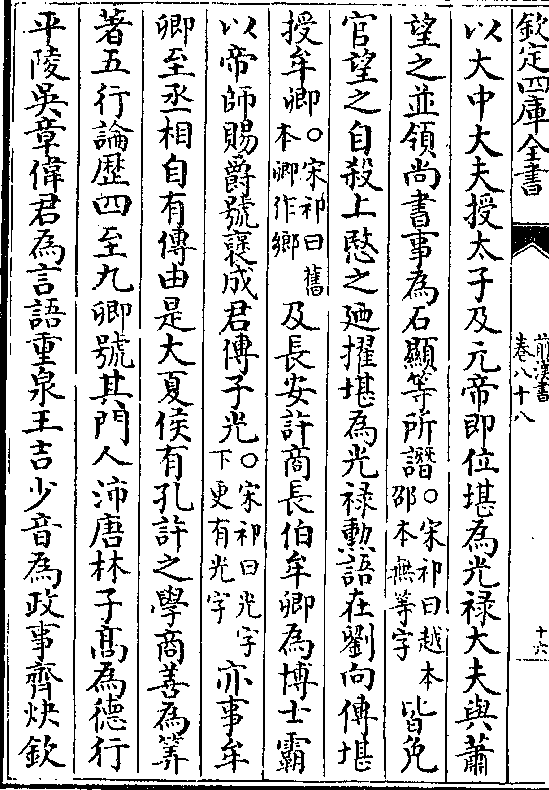 欽定四庫全書
前漢書
卷八十八
十六
以大中大夫授太子及元帝即位堪為光禄大夫與蕭
望之並領尚書事為石顯等所譖○宋祁曰越本邵本無等字皆免
官望之自殺上愍之廼擢堪為光禄勲語在劉向傳堪
授牟卿○宋祁曰舊本卿作鄉及長安許商長伯牟卿為博士霸
以帝師賜爵號襃成君傳子光○宋祁曰光字下更有光字亦事牟
卿至丞相自有傳由是大夏侯有孔許之學商善為筭
著五行論歴四至九卿號其門人沛唐林子髙為德行
平陵吳章偉君為言語重泉王吉少音為政事齊炔欽